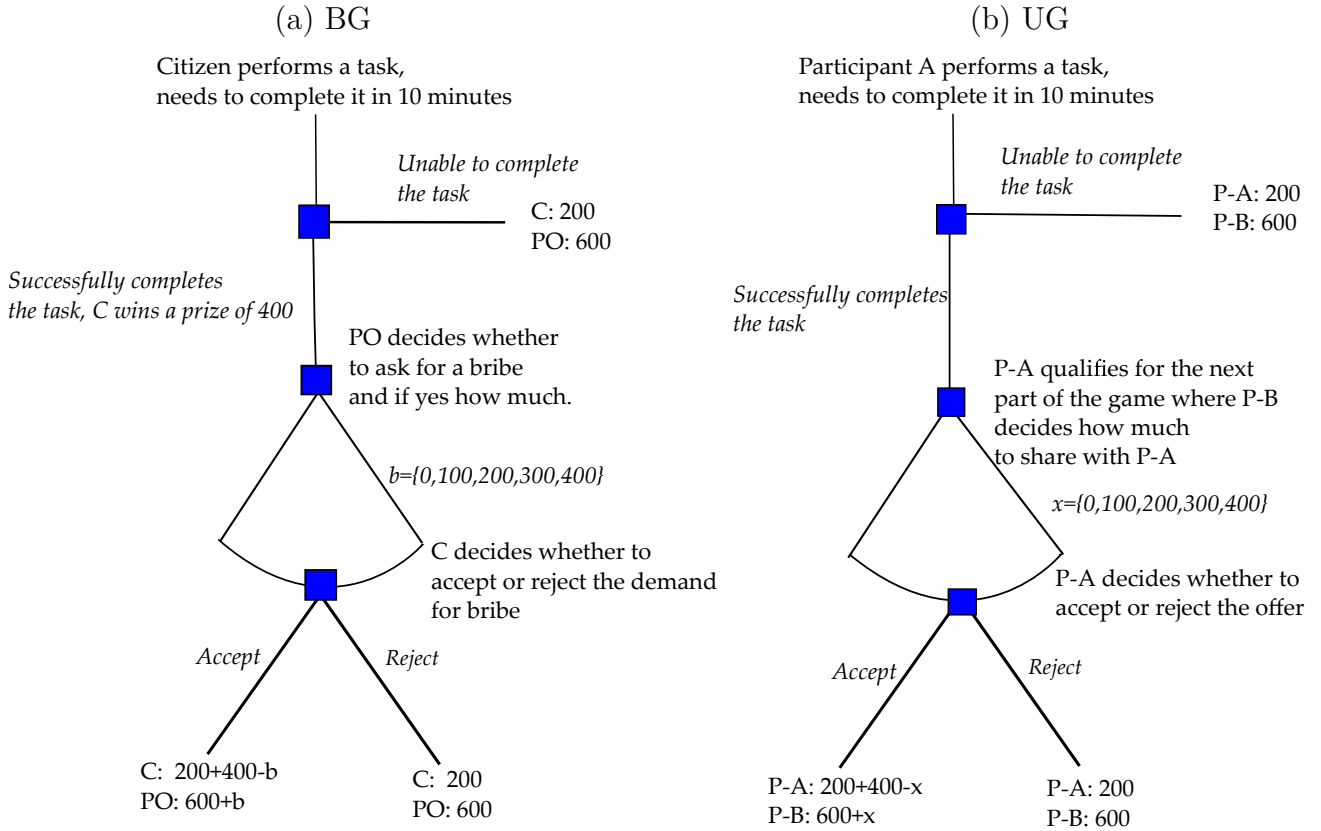 (a) BG
Citizen performs a task,
needs to complete it in 10 minutes
Unable to complete
the task
C: 200
PO: 600
Successfully completes
the task, C wins a prize of 400
PO decides whether
to ask for a bribe
and if yes how much.
b={0,100,200,300,400}
C decides whether to
accept or reject the demand
for bribe
Accept
Reject
C: 200+400-b
PO: 600+b
C: 200
PO: 600
(b) UG
Participant A performs a task,
needs to complete it in 10 minutes
Unable to complete
the task
P-A: 200
P-B: 600
Successfully completes
the task
P-A qualifies for the next
part of the game where P-B
decides how much
to share with P-A
x={0,100,200,300,400}
P-A decides whether to
accept or reject the offer
Accept
Reject
P-A: 200+400-x
P-B: 600+x
P-A: 200
P-B: 600